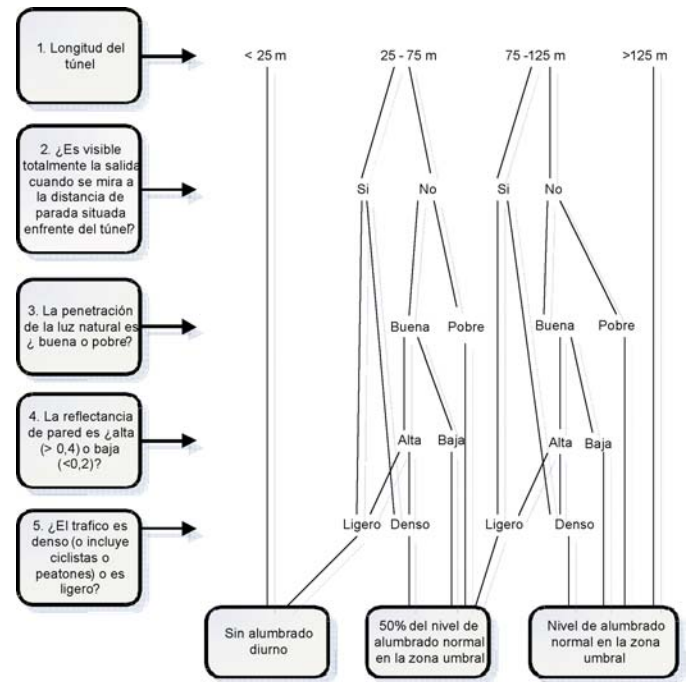 1. Longitud del
túnel
< 25 m
25 - 75 m
75 -125 m
>125 m
2. ¿Es visible
totalmente la salida
cuando se mira a
la distancia de
parada situada
enfrente del túnel?
Si
No
Si
No
3. La penetración
de la luz natural es
¿ buena o pobre?
Buena
Pobre
Buena
Pobre
4. La reflectancia
de pared es ¿alta
(> 0,4) o baja
(<0,2)?
Alta
Baja
Alta
Baja
5. ¿El trafico es
denso (o incluye
ciclistas o
peatones) o es
ligero?
Ligero
Denso
Ligero
Denso
Sin alumbrado
diurno
50% del nivel de
alumbrado normal
en la zona umbral
Nivel de alumbrado
normal en la zona
umbral